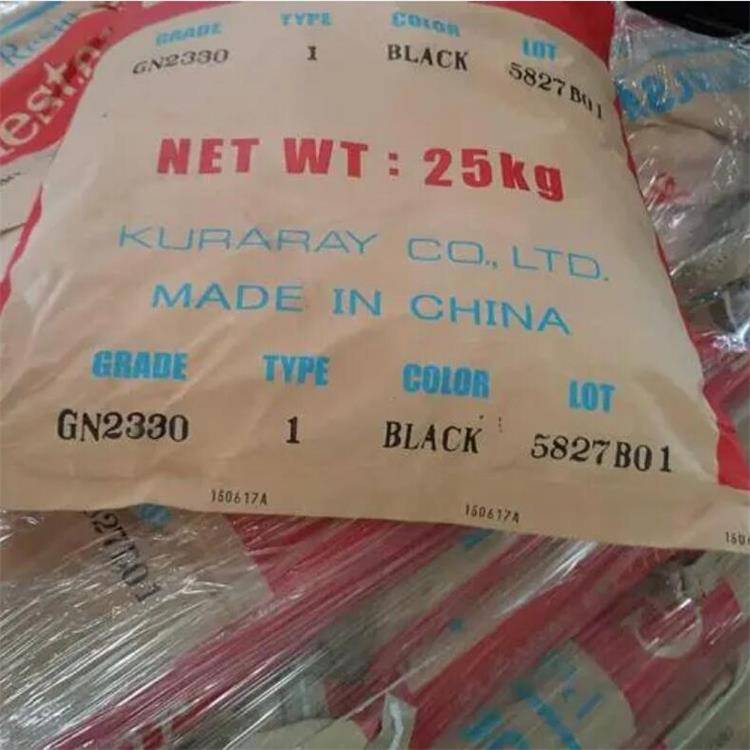 GRADE TYPE COLOR LOT
GN2330 1 BLACK 5827B01
NET WT : 25kg
KURARAY CO., LTD.
MADE IN CHINA
GRADE TYPE COLOR LOT
GN2330 1 BLACK 5827B01
150617A 150617A
827B01